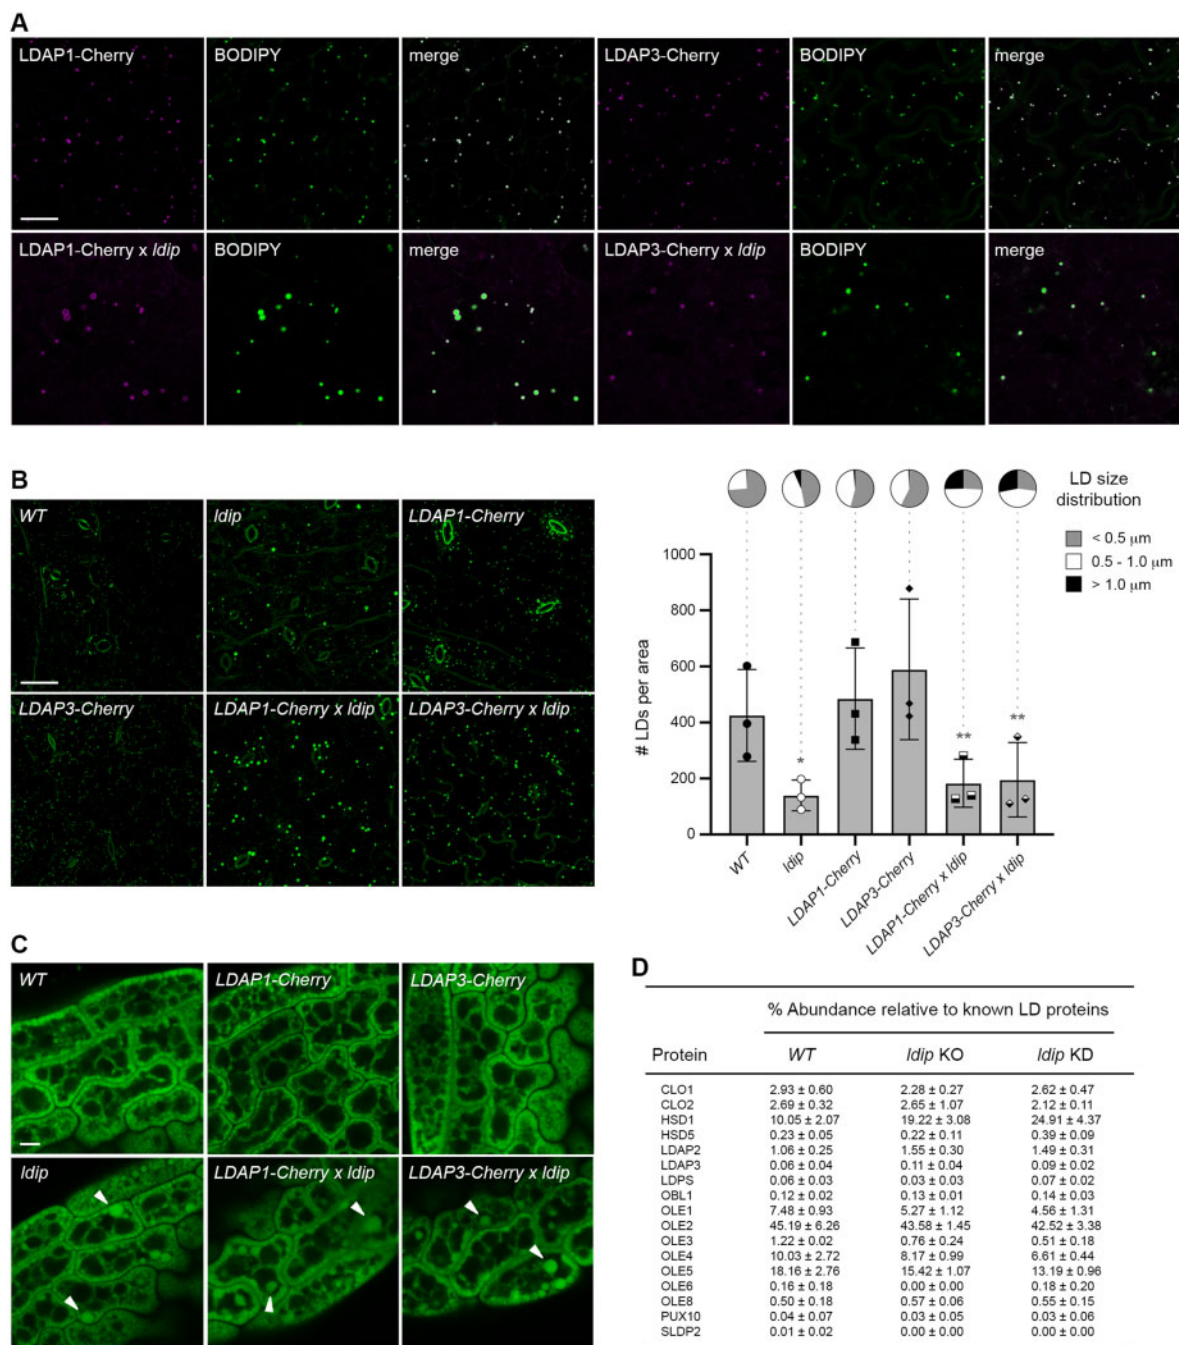 A
LDAP1-Cherry BODIPY merge LDAP3-Cherry BODIPY merge
LDAP1-Cherry x ldip BODIPY merge LDAP3-Cherry x ldip BODIPY merge
B
WT ldip LDAP1-Cherry
LDAP3-Cherry LDAP1-Cherry x ldip LDAP3-Cherry x ldip
LD size
distribution
< 0.5 μm
0.5 - 1.0 μm
> 1.0 μm
# LDs per area
1000
800
600
400
200
0
* ** **
WT ldip LDAP1-Cherry LDAP3-Cherry LDAP1-Cherry x ldip LDAP3-Cherry x ldip
C
WT LDAP1-Cherry LDAP3-Cherry
ldip LDAP1-Cherry x ldip LDAP3-Cherry x ldip
D
% Abundance relative to known LD proteins
Protein WT ldip KO ldip KD
CLO1 2.93 ± 0.60 2.28 ± 0.27 2.62 ± 0.47
CLO2 2.69 ± 0.32 2.65 ± 1.07 2.12 ± 0.11
HSD1 10.05 ± 2.07 19.22 ± 3.08 24.91 ± 4.37
HSD5 0.23 ± 0.05 0.22 ± 0.11 0.39 ± 0.09
LDAP2 1.06 ± 0.25 1.55 ± 0.30 1.49 ± 0.31
LDAP3 0.06 ± 0.04 0.11 ± 0.04 0.09 ± 0.02
LDPS 0.06 ± 0.03 0.03 ± 0.03 0.07 ± 0.02
OBL1 0.12 ± 0.02 0.13 ± 0.01 0.14 ± 0.03
OLE1 7.48 ± 0.93 5.27 ± 1.12 4.56 ± 1.31
OLE2 45.19 ± 6.26 43.58 ± 1.45 42.52 ± 3.38
OLE3 1.22 ± 0.02 0.76 ± 0.24 0.51 ± 0.18
OLE4 10.03 ± 2.72 8.17 ± 0.99 6.61 ± 0.44
OLE5 18.16 ± 2.76 15.42 ± 1.07 13.19 ± 0.96
OLE6 0.16 ± 0.18 0.00 ± 0.00 0.18 ± 0.20
OLE8 0.50 ± 0.18 0.57 ± 0.06 0.55 ± 0.15
PUX10 0.04 ± 0.07 0.03 ± 0.05 0.03 ± 0.06
SLDP2 0.01 ± 0.02 0.00 ± 0.00 0.00 ± 0.00